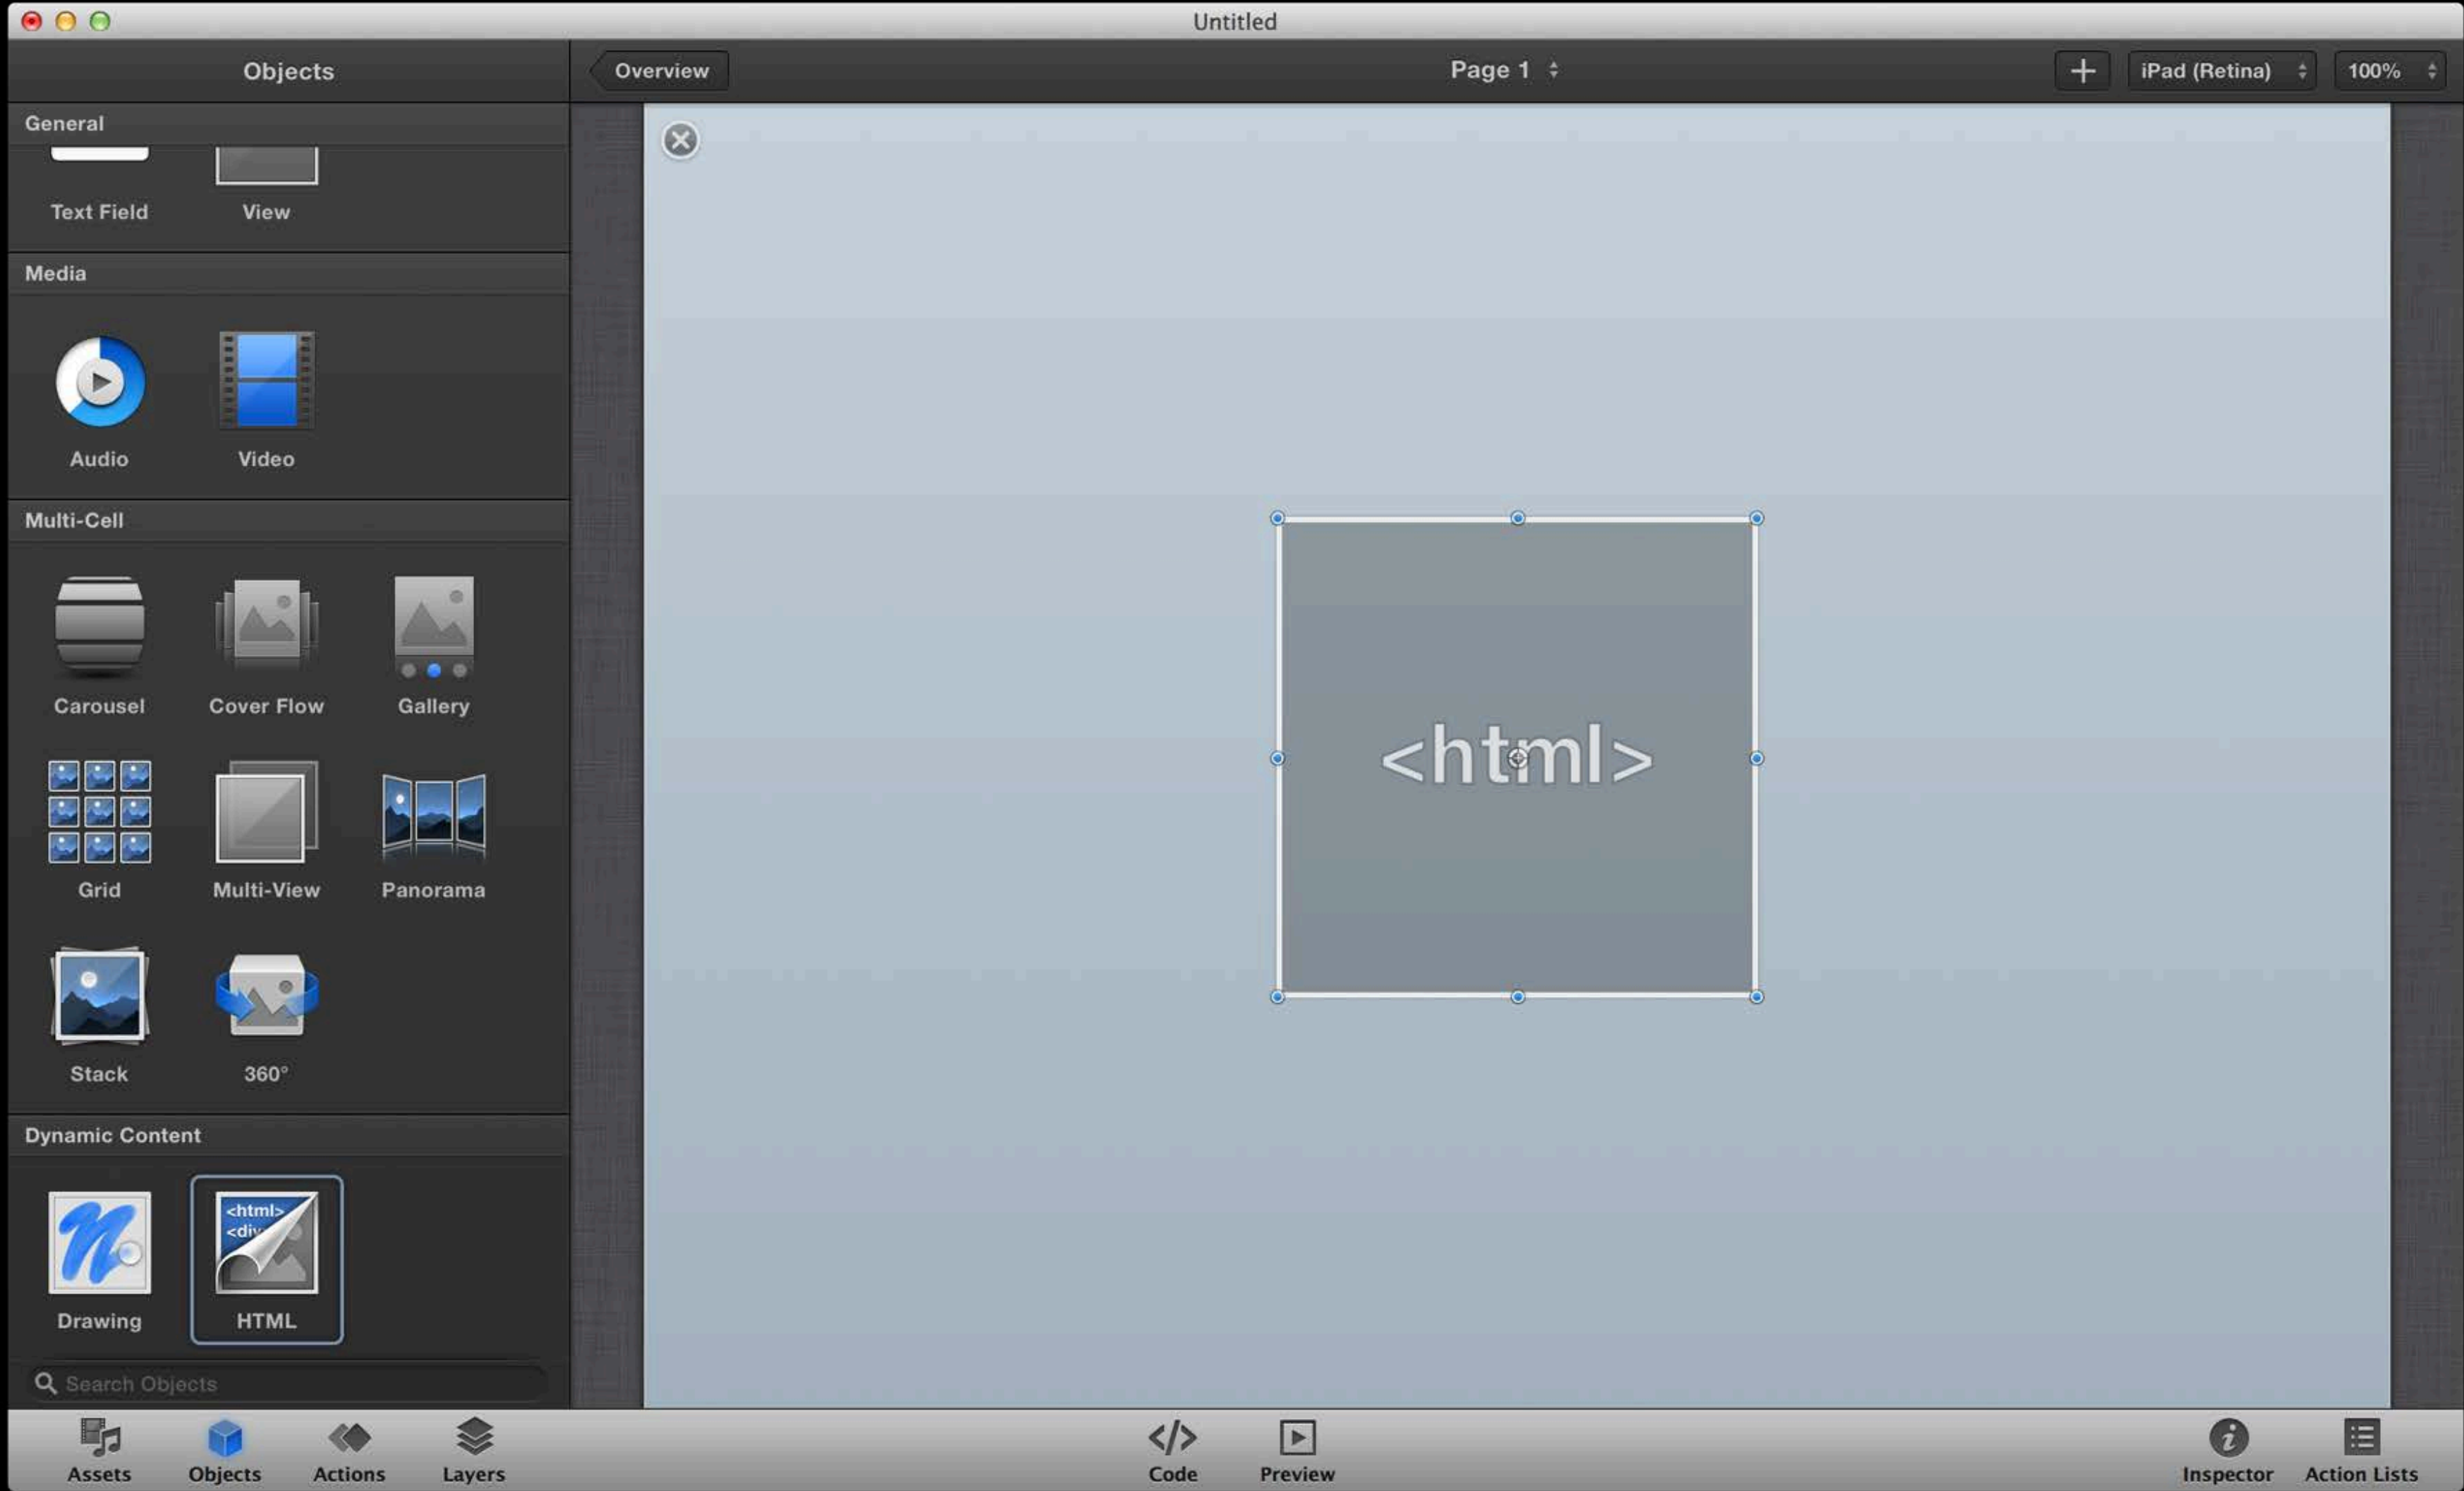 Untitled
Objects
Overview
Page 1
iPad (Retina)
100%
General
Text Field
View
Media
Audio
Video
Multi-Cell
Carousel
Cover Flow
Gallery
Grid
Multi-View
Panorama
Stack
360°
<html>
Dynamic Content
<html>
<div
Drawing
HTML
Search Objects
Assets
Objects
Actions
Layers
</>
Code
Preview
Inspector
Action Lists